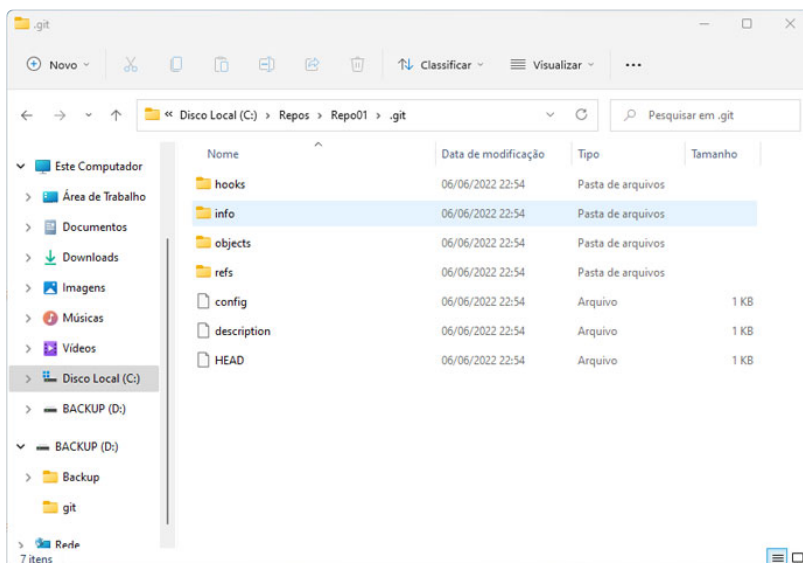 .git
Novo
Classificar
Visualizar
« Disco Local (C:) > Repos > Repo01 > .git
Pesquisar em .git
Este Computador
Área de Trabalho
Documentos
Downloads
Imagens
Músicas
Vídeos
Disco Local (C:)
BACKUP (D:)
BACKUP (D:)
Backup
git
Rede
Nome Data de modificação Tipo Tamanho
hooks 06/06/2022 22:54 Pasta de arquivos
info 06/06/2022 22:54 Pasta de arquivos
objects 06/06/2022 22:54 Pasta de arquivos
refs 06/06/2022 22:54 Pasta de arquivos
config 06/06/2022 22:54 Arquivo 1 KB
description 06/06/2022 22:54 Arquivo 1 KB
HEAD 06/06/2022 22:54 Arquivo 1 KB
7 itens